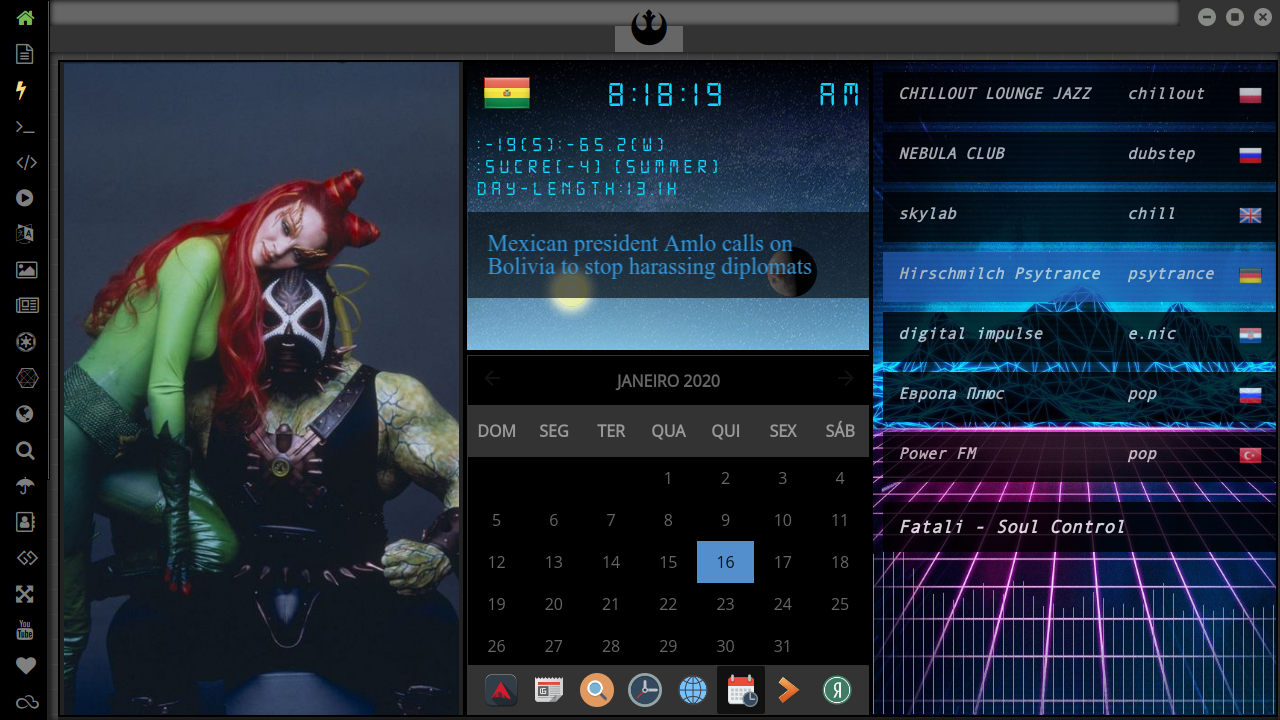 8:18:19 AM
:-19(S):-65.2(W)
:SUCRE(-4) (SUMMER)
DAY-LENGTH:13.1H
Mexican president Amlo calls on
Bolivia to stop harassing diplomats
JANEIRO 2020
DOM SEG TER QUA QUI SEX SÁB
1 2 3 4
5 6 7 8 9 10 11
12 13 14 15 16 17 18
19 20 21 22 23 24 25
26 27 28 29 30 31
CHILLOUT LOUNGE JAZZ chillout
NEBULA CLUB dubstep
skylab chill
Hirschmilch Psytrance psytrance
digital impulse e.nic
Европа Плюс pop
Power FM pop
Fatali - Soul Control
You
Tube